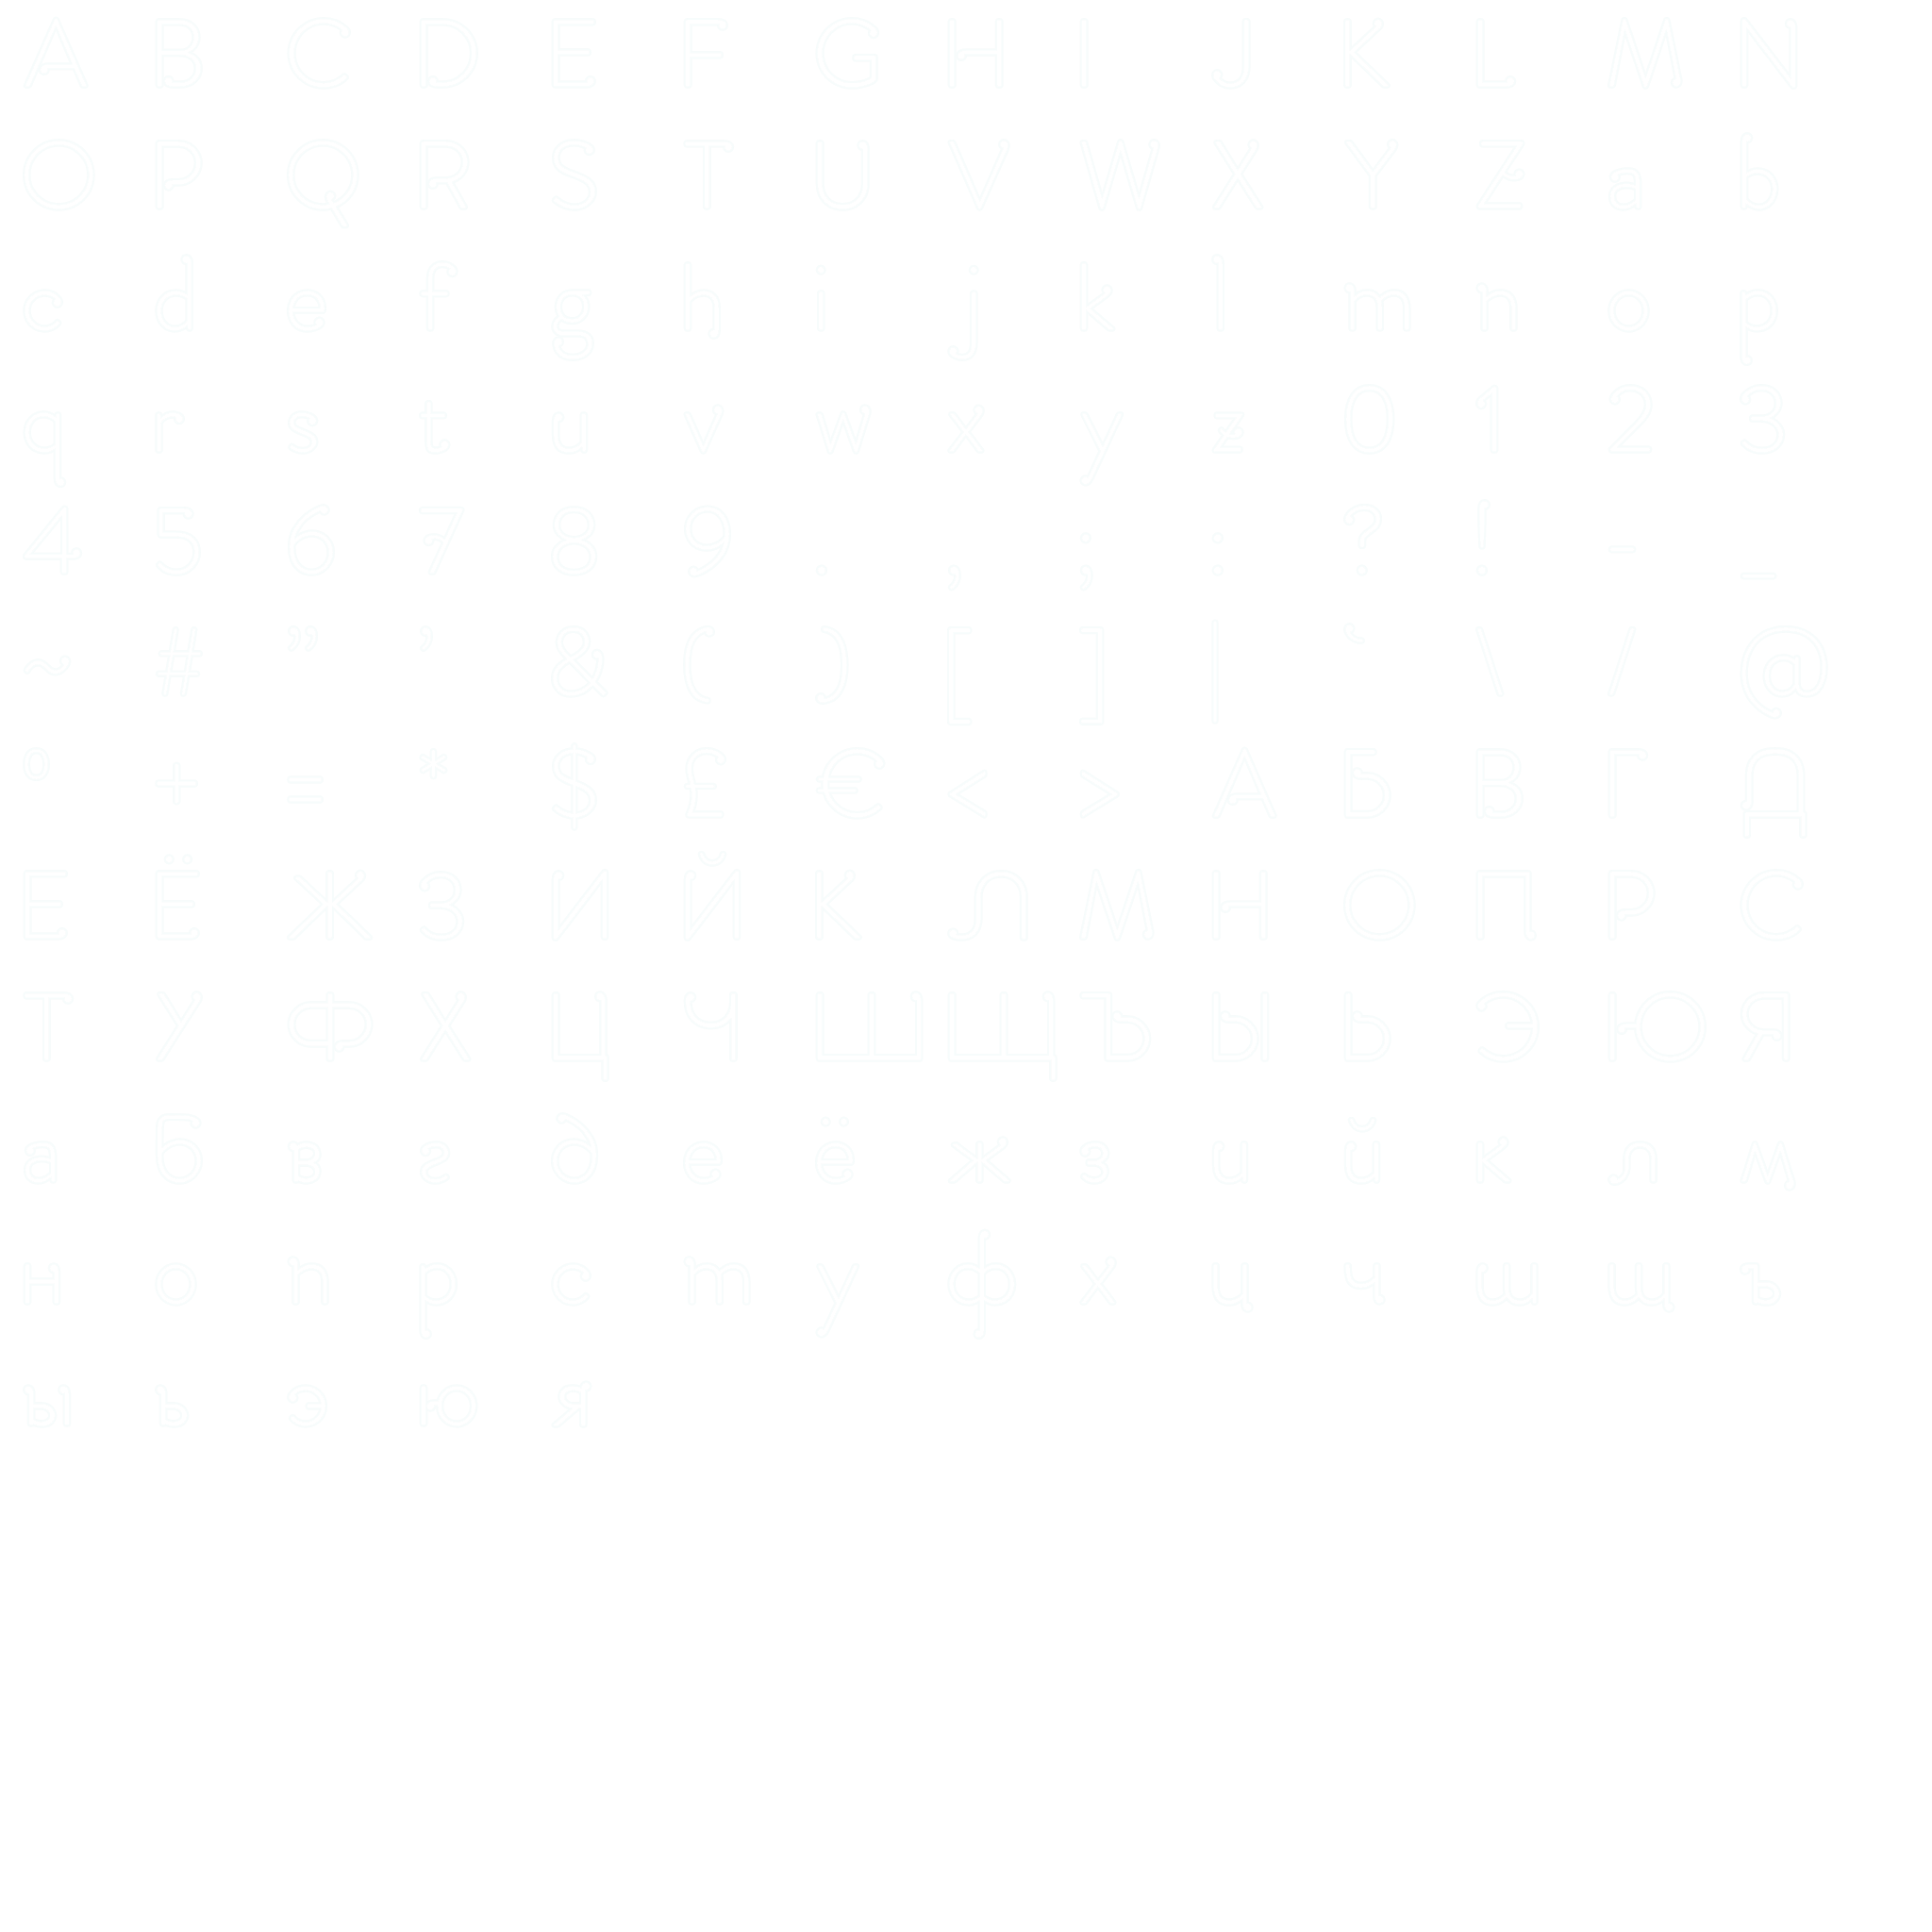 A B C D E F G H I J K L M N
O P Q R S T U V W X Y Z a b
c d e f g h i j k l m n o p
q r s t u v w x y z 0 1 2 3
4 5 6 7 8 9 . , ; : ? ! - _
~ # " ' & ( ) [ ] | ` \ / @
° + = * $ £ € < > А Б В Г Д
Е Ё Ж З И Й К Л М Н О П Р С
Т У Ф Х Ц Ч Ш Щ Ъ Ы Ь Э Ю Я
а б в г д е ё ж з и й к л м
н о п р с т у ф х ц ч ш щ ъ
ы ь э ю я